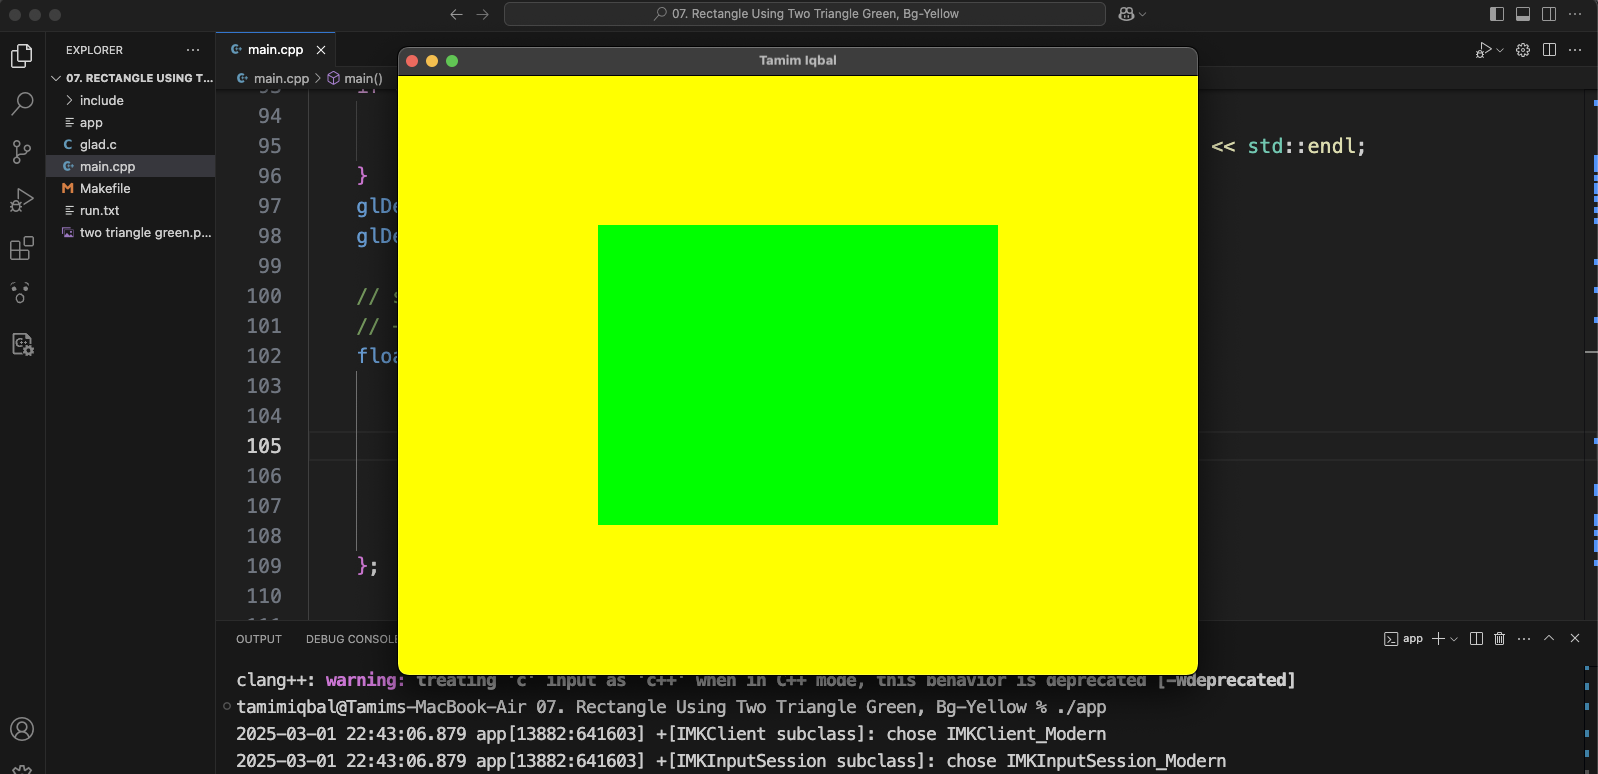 07. Rectangle Using Two Triangle Green, Bg-Yellow
EXPLORER
07. RECTANGLE USING T...
include
app
glad.c
main.cpp
Makefile
run.txt
two triangle green.p...
main.cpp
main.cpp > main()
Tamim Iqbal
94
95 << std::endl;
96 }
97 glDe
98 glDe
99
100 //
101 //
102 floa
103
104
105
106
107
108
109 };
110
OUTPUT DEBUG CONSOLE
app
clang++: warning: treating 'c' input as 'c++' when in C++ mode, this behavior is deprecated [-Wdeprecated]
tamimiqbal@Tamims-MacBook-Air 07. Rectangle Using Two Triangle Green, Bg-Yellow % ./app
2025-03-01 22:43:06.879 app[13882:641603] +[IMKClient subclass]: chose IMKClient_Modern
2025-03-01 22:43:06.879 app[13882:641603] +[IMKInputSession subclass]: chose IMKInputSession_Modern